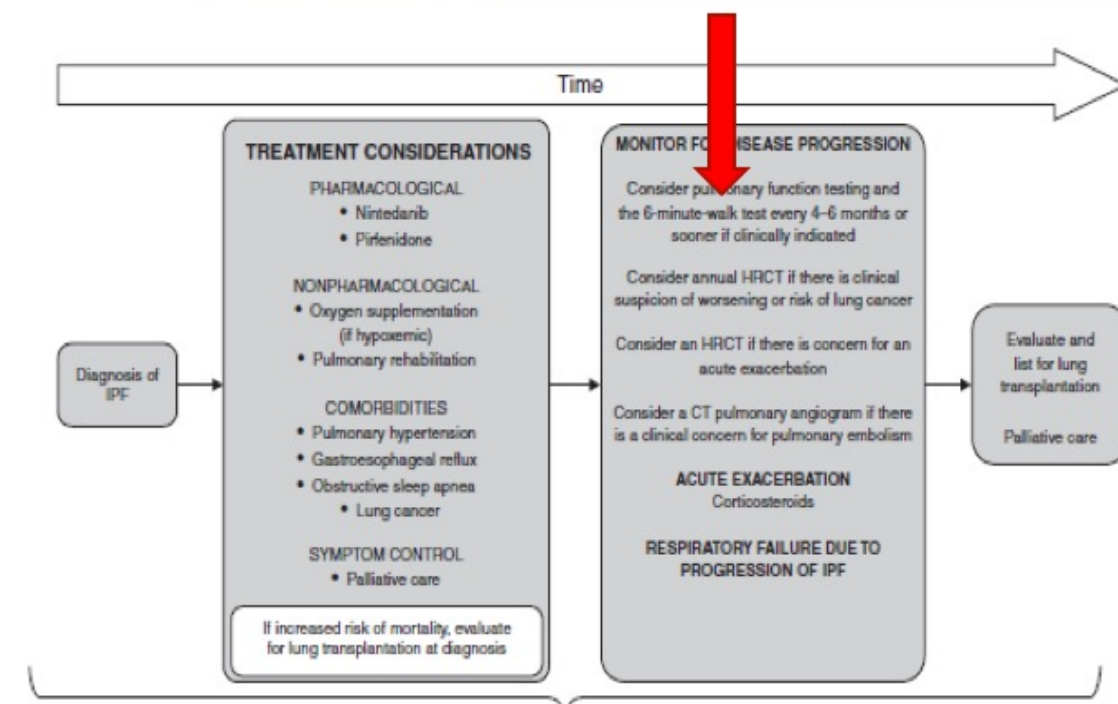 Time
Diagnosis of
IPF
TREATMENT CONSIDERATIONS
PHARMACOLOGICAL
• Nintedanib
• Pirfenidone
NONPHARMACOLOGICAL
• Oxygen supplementation
(if hypoxemic)
• Pulmonary rehabilitation
COMORBIDITIES
• Pulmonary hypertension
• Gastroesophageal reflux
• Obstructive sleep apnea
• Lung cancer
SYMPTOM CONTROL
• Palliative care
If increased risk of mortality, evaluate
for lung transplantation at diagnosis
MONITOR FOR DISEASE PROGRESSION
Consider pulmonary function testing and
the 6-minute-walk test every 4–6 months or
sooner if clinically indicated
Consider annual HRCT if there is clinical
suspicion of worsening or risk of lung cancer
Consider an HRCT if there is concern for an
acute exacerbation
Consider a CT pulmonary angiogram if there
is a clinical concern for pulmonary embolism
ACUTE EXACERBATION
Corticosteroids
RESPIRATORY FAILURE DUE TO
PROGRESSION OF IPF
Evaluate and
list for lung
transplantation
Palliative care